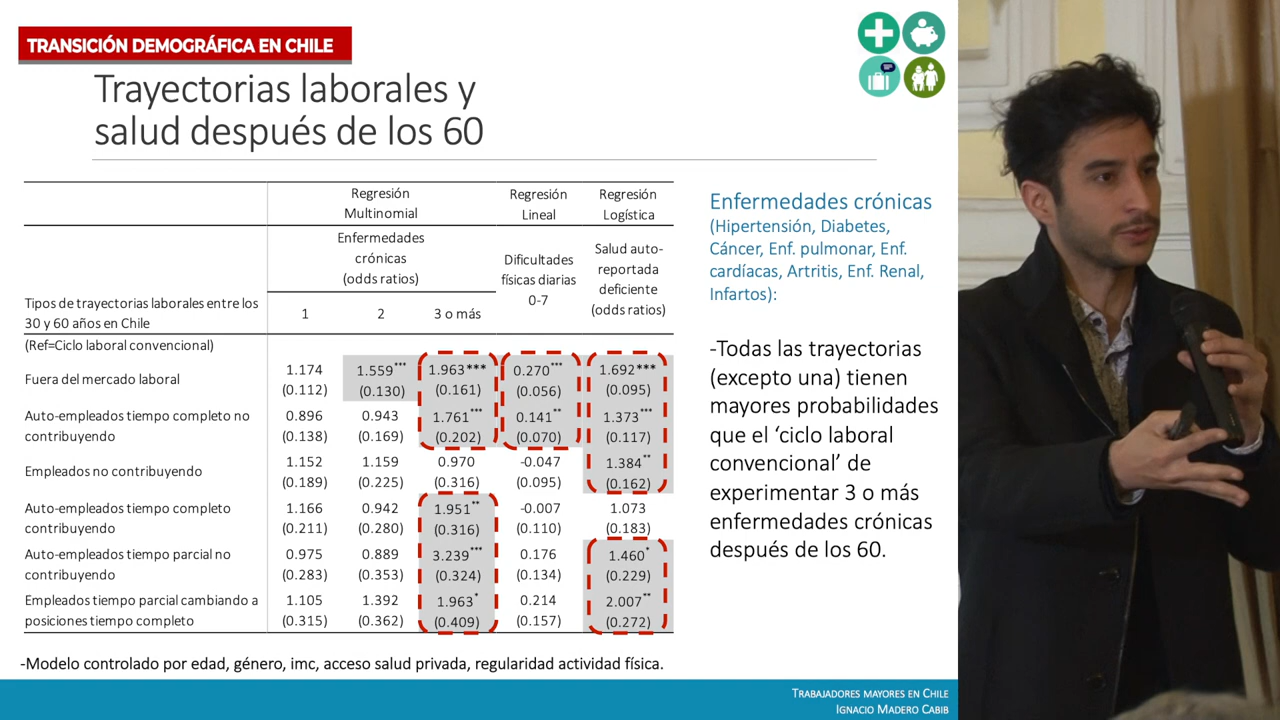 TRANSICIÓN DEMOGRÁFICA EN CHILE
Trayectorias laborales y
salud después de los 60
Regresión Multinomial
Regresión Lineal
Regresión Logística
Enfermedades crónicas (odds ratios)
Dificultades físicas diarias 0-7
Salud auto-reportada deficiente (odds ratios)
Tipos de trayectorias laborales entre los
30 y 60 años en Chile
1 2 3 o más
(Ref=Ciclo laboral convencional)
Fuera del mercado laboral 1.174 1.559*** 1.963*** 0.270*** 1.692***
(0.112) (0.130) (0.161) (0.056) (0.095)
Auto-empleados tiempo completo no 0.896 0.943 1.761*** 0.141** 1.373***
contribuyendo (0.138) (0.169) (0.202) (0.070) (0.117)
Empleados no contribuyendo 1.152 1.159 0.970 -0.047 1.384**
(0.189) (0.225) (0.316) (0.095) (0.162)
Auto-empleados tiempo completo 1.166 0.942 1.951** -0.007 1.073
contribuyendo (0.211) (0.280) (0.316) (0.110) (0.183)
Auto-empleados tiempo parcial no 0.975 0.889 3.239*** 0.176 1.460*
contribuyendo (0.283) (0.353) (0.324) (0.134) (0.229)
Empleados tiempo parcial cambiando a 1.105 1.392 1.963* 0.214 2.007**
posiciones tiempo completo (0.315) (0.362) (0.409) (0.157) (0.272)
-Modelo controlado por edad, género, imc, acceso salud privada, regularidad actividad física.
Enfermedades crónicas
(Hipertensión, Diabetes,
Cáncer, Enf. pulmonar, Enf.
cardíacas, Artritis, Enf. Renal,
Infartos):
-Todas las trayectorias
(excepto una) tienen
mayores probabilidades
que el ‘ciclo laboral
convencional’ de
experimentar 3 o más
enfermedades crónicas
después de los 60.
TRABAJADORES MAYORES EN CHILE
IGNACIO MADERO CABIB